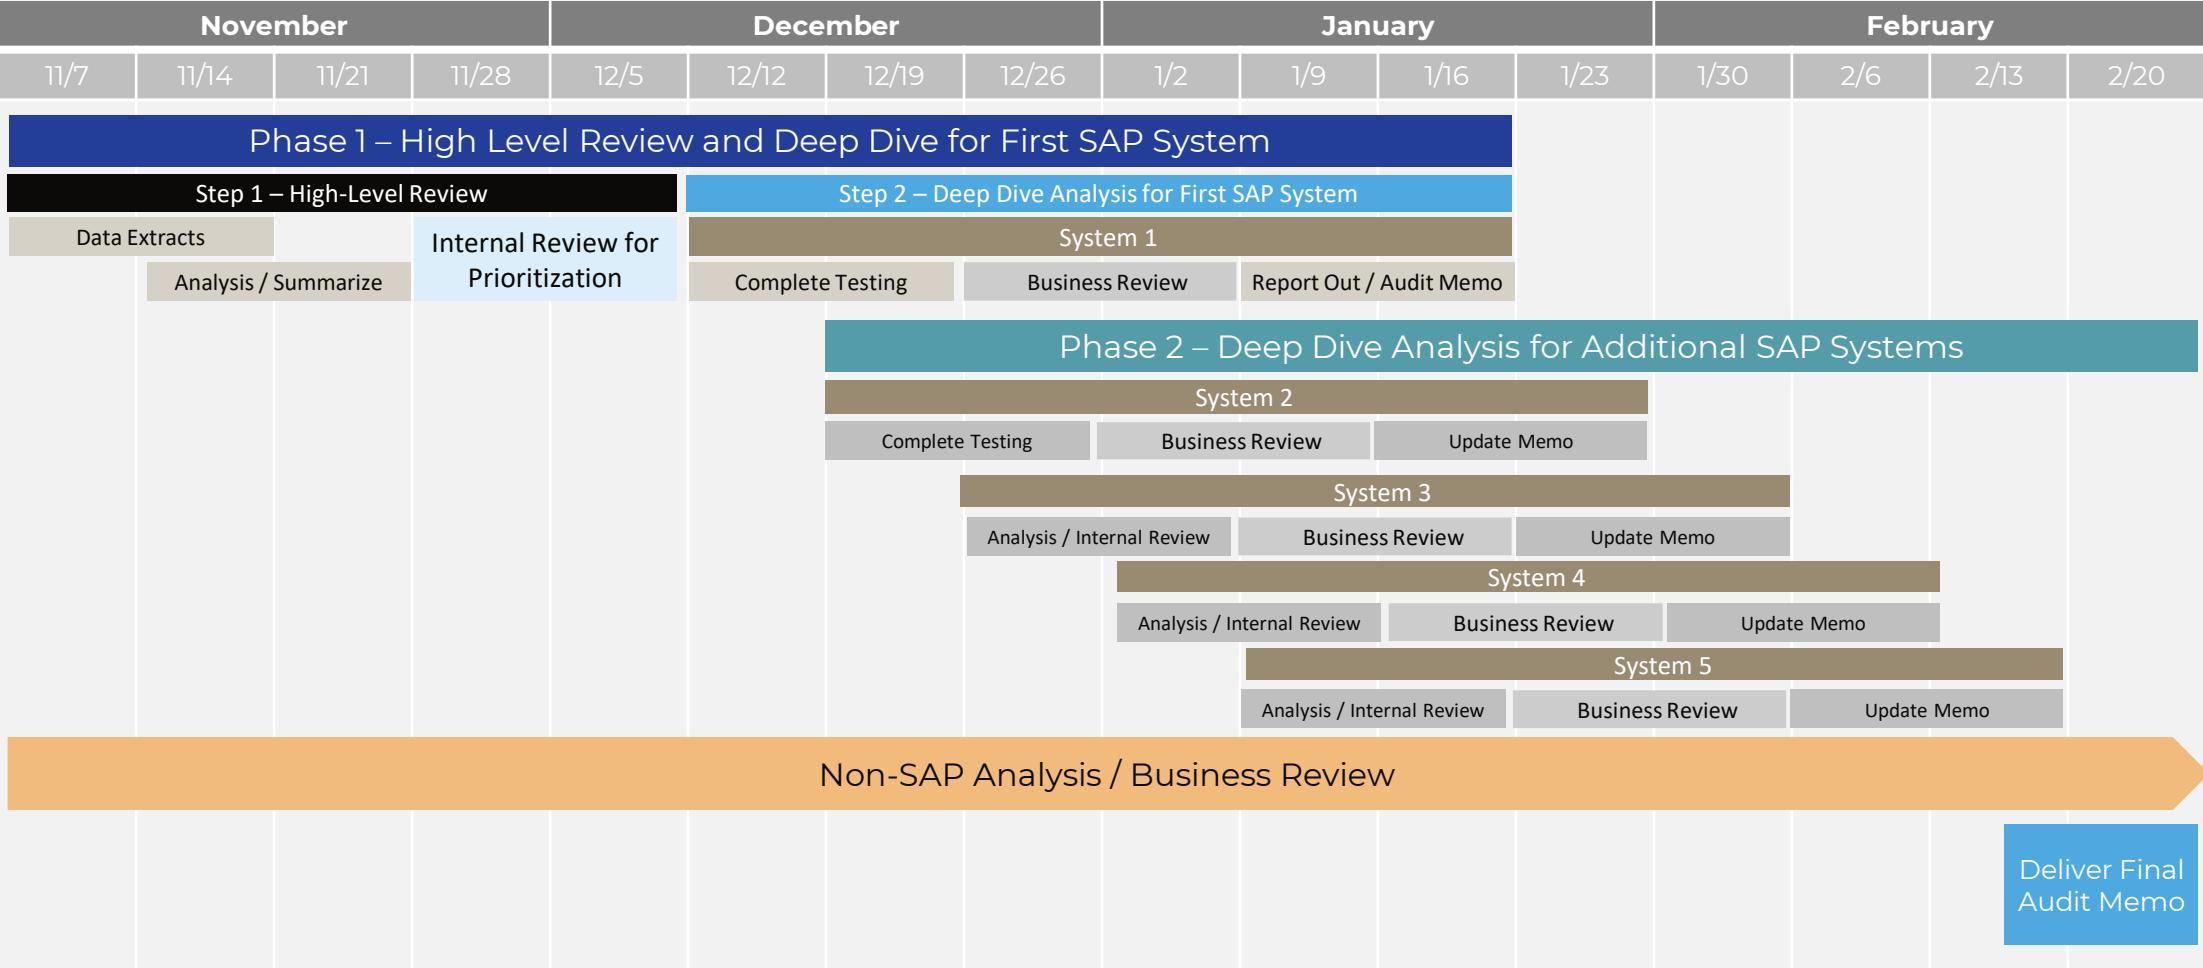 November December January February
11/7 11/14 11/21 11/28 12/5 12/12 12/19 12/26 1/2 1/9 1/16 1/23 1/30 2/6 2/13 2/20
Phase 1 – High Level Review and Deep Dive for First SAP System
Step 1 – High-Level Review Step 2 – Deep Dive Analysis for First SAP System
Data Extracts
Internal Review for
Prioritization
System 1
Analysis / Summarize
Complete Testing Business Review Report Out / Audit Memo
Phase 2 – Deep Dive Analysis for Additional SAP Systems
System 2
Complete Testing Business Review Update Memo
System 3
Analysis / Internal Review Business Review Update Memo
System 4
Analysis / Internal Review Business Review Update Memo
System 5
Analysis / Internal Review Business Review Update Memo
Non-SAP Analysis / Business Review
Deliver Final
Audit Memo